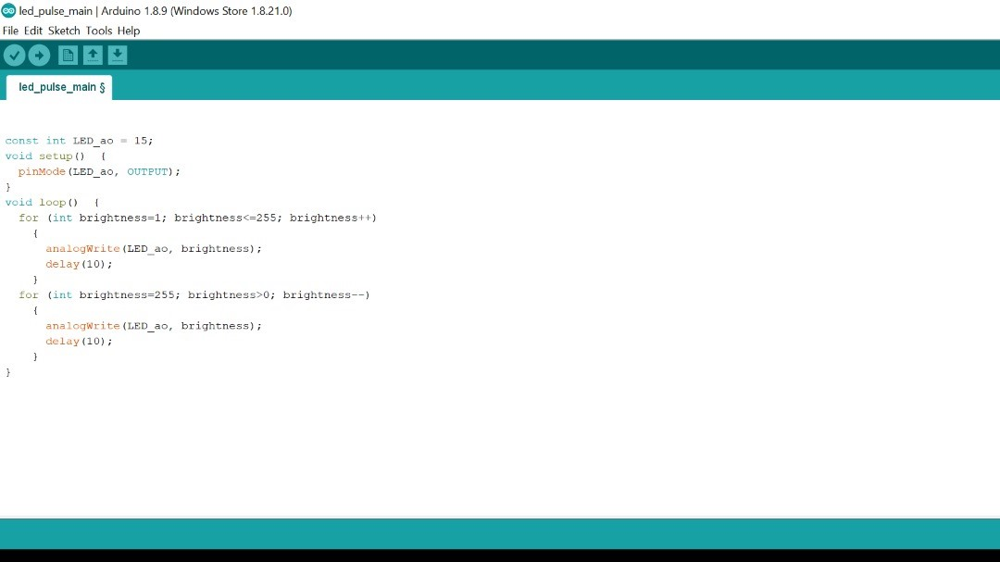 led_pulse_main | Arduino 1.8.9 (Windows Store 1.8.21.0)
File Edit Sketch Tools Help
led_pulse_main §
const int LED_ao = 15;
void setup()  {
  pinMode(LED_ao, OUTPUT);
}
void loop()  {
  for (int brightness=1; brightness<=255; brightness++)
    {
      analogWrite(LED_ao, brightness);
      delay(10);
    }
  for (int brightness=255; brightness>0; brightness--)
    {
      analogWrite(LED_ao, brightness);
      delay(10);
    }
}